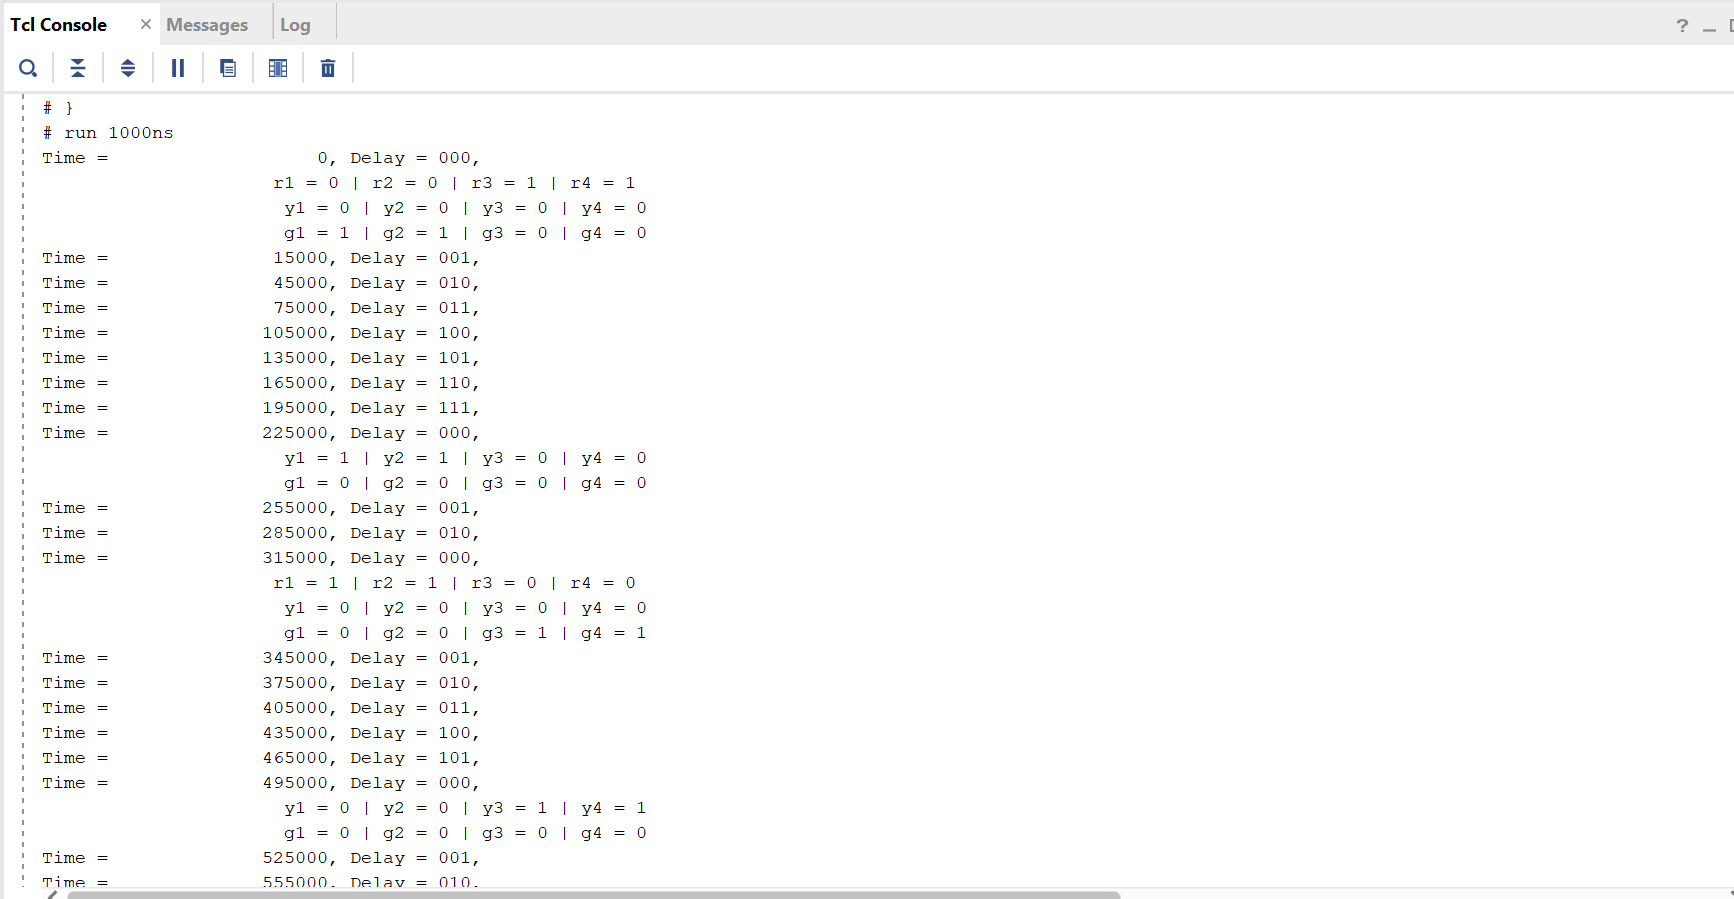 Tcl Console × Messages Log ? _
# }
# run 1000ns
Time = 0, Delay = 000,
r1 = 0 | r2 = 0 | r3 = 1 | r4 = 1
y1 = 0 | y2 = 0 | y3 = 0 | y4 = 0
g1 = 1 | g2 = 1 | g3 = 0 | g4 = 0
Time = 15000, Delay = 001,
Time = 45000, Delay = 010,
Time = 75000, Delay = 011,
Time = 105000, Delay = 100,
Time = 135000, Delay = 101,
Time = 165000, Delay = 110,
Time = 195000, Delay = 111,
Time = 225000, Delay = 000,
y1 = 1 | y2 = 1 | y3 = 0 | y4 = 0
g1 = 0 | g2 = 0 | g3 = 0 | g4 = 0
Time = 255000, Delay = 001,
Time = 285000, Delay = 010,
Time = 315000, Delay = 000,
r1 = 1 | r2 = 1 | r3 = 0 | r4 = 0
y1 = 0 | y2 = 0 | y3 = 0 | y4 = 0
g1 = 0 | g2 = 0 | g3 = 1 | g4 = 1
Time = 345000, Delay = 001,
Time = 375000, Delay = 010,
Time = 405000, Delay = 011,
Time = 435000, Delay = 100,
Time = 465000, Delay = 101,
Time = 495000, Delay = 000,
y1 = 0 | y2 = 0 | y3 = 1 | y4 = 1
g1 = 0 | g2 = 0 | g3 = 0 | g4 = 0
Time = 525000, Delay = 001,
Time = 555000, Delay = 010,